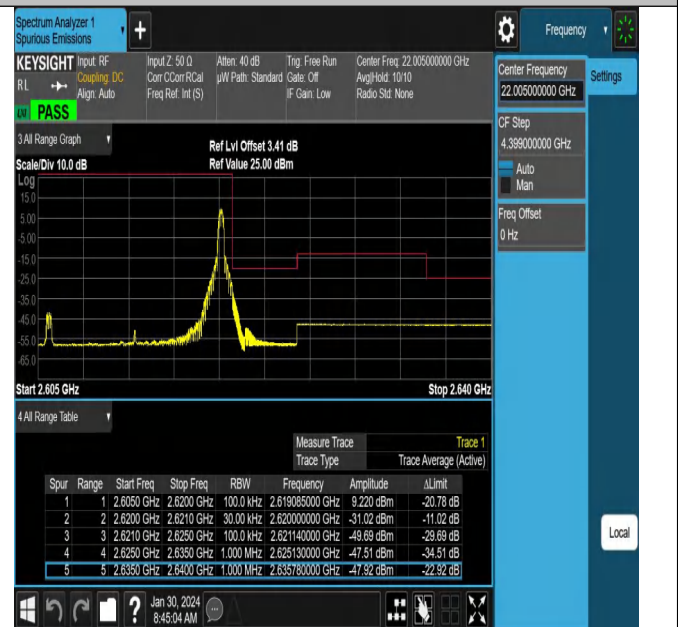 Spectrum Analyzer 1
Spurious Emissions
+
Frequency
KEYSIGHT
RL
PASS
Input: RF
Coupling: DC
Align: Auto
Input Z: 50 Ω
Corr CCorr RCal
Freq Ref: Int (S)
Atten: 40 dB
µW Path: Standard
Trig: Free Run
Gate: Off
IF Gain: Low
Center Freq: 22.005000000 GHz
Avg|Hold: 10/10
Radio Std: None
Center Frequency
22.005000000 GHz
Settings
CF Step
4.399000000 GHz
Auto
Man
Freq Offset
0 Hz
3 All Range Graph
Scale/Div 10.0 dB
Ref Lvl Offset 3.41 dB
Ref Value 25.00 dBm
Log
15.0
5.00
-5.00
-15.0
-25.0
-35.0
-45.0
-55.0
-65.0
Start 2.605 GHz
Stop 2.640 GHz
4 All Range Table
Measure Trace Trace 1
Trace Type Trace Average (Active)
Spur Range Start Freq Stop Freq RBW Frequency Amplitude ΔLimit
1 1 2.6050 GHz 2.6200 GHz 100.0 kHz 2.619085000 GHz 9.220 dBm -20.78 dB
2 2 2.6200 GHz 2.6210 GHz 30.00 kHz 2.620000000 GHz -31.02 dBm -11.02 dB
3 3 2.6210 GHz 2.6250 GHz 100.0 kHz 2.621140000 GHz -49.69 dBm -29.69 dB
4 4 2.6250 GHz 2.6350 GHz 1.000 MHz 2.625130000 GHz -47.51 dBm -34.51 dB
5 5 2.6350 GHz 2.6400 GHz 1.000 MHz 2.635780000 GHz -47.92 dBm -22.92 dB
Local
?
Jan 30, 2024
8:45:04 AM